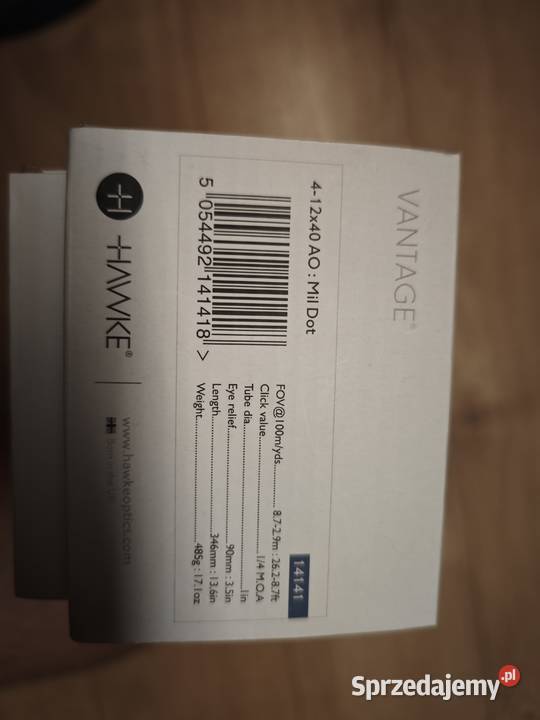 VANTAGE®
4-12x40 AO : Mil Dot
14141
5 054492 141418 >
FOV@100m/yds............ 8.7-2.9m : 26.2-8.7ft
Click value............1/4 M.O.A
Tube dia............1in
Eye relief............90mm : 3.5in
Length............346mm : 13.6in
Weight............485g : 17.1oz
HAWKE®
www.hawkeoptics.com
Sprzedajemy.pl